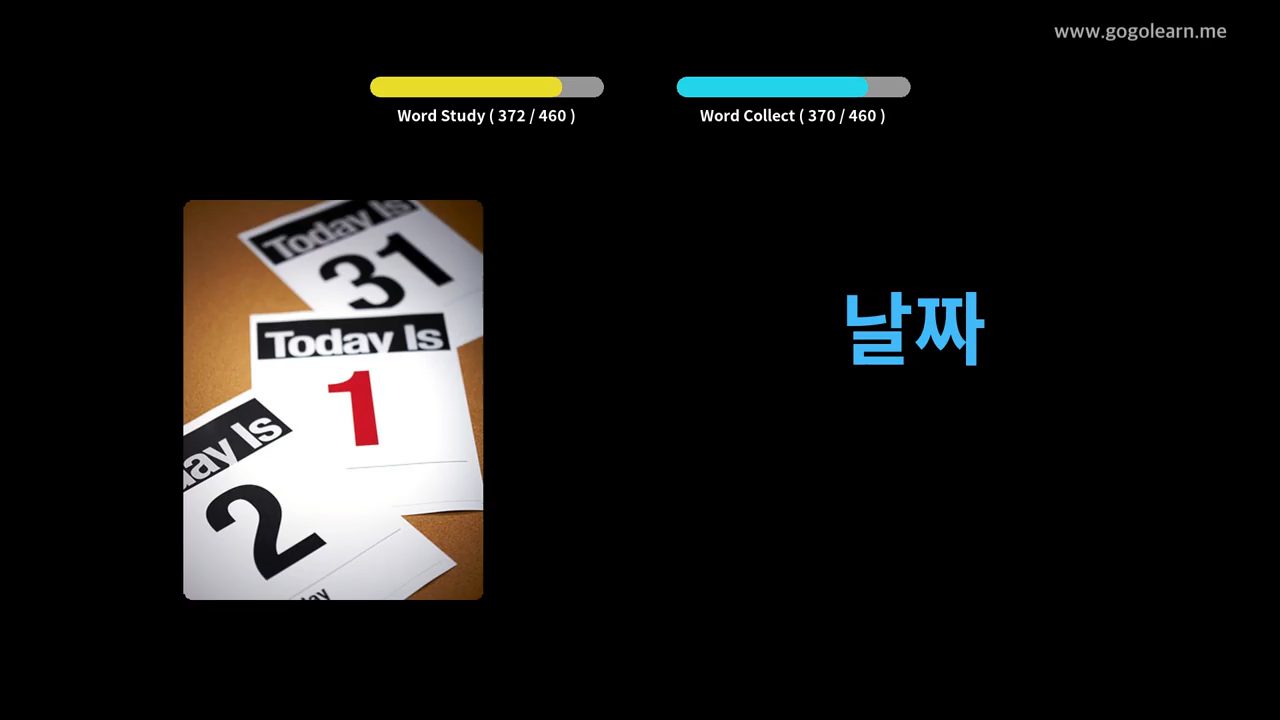 www.gogolearn.me
Word Study ( 372 / 460 )
Word Collect ( 370 / 460 )
Today Is
31
Today Is
1
ay Is
2
ay
날짜